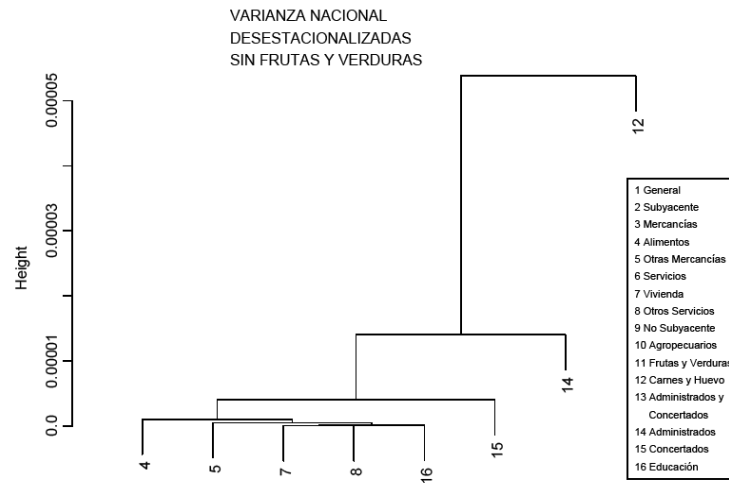 VARIANZA NACIONAL
DESESTACIONALIZADAS
SIN FRUTAS Y VERDURAS
Height
0.00005
0.00003
0.00001
0.0
12
14
15
4
5
7
8
16
1 General
2 Subyacente
3 Mercancías
4 Alimentos
5 Otras Mercancías
6 Servicios
7 Vivienda
8 Otros Servicios
9 No Subyacente
10 Agropecuarios
11 Frutas y Verduras
12 Carnes y Huevo
13 Administrados y
Concertados
14 Administrados
15 Concertados
16 Educación